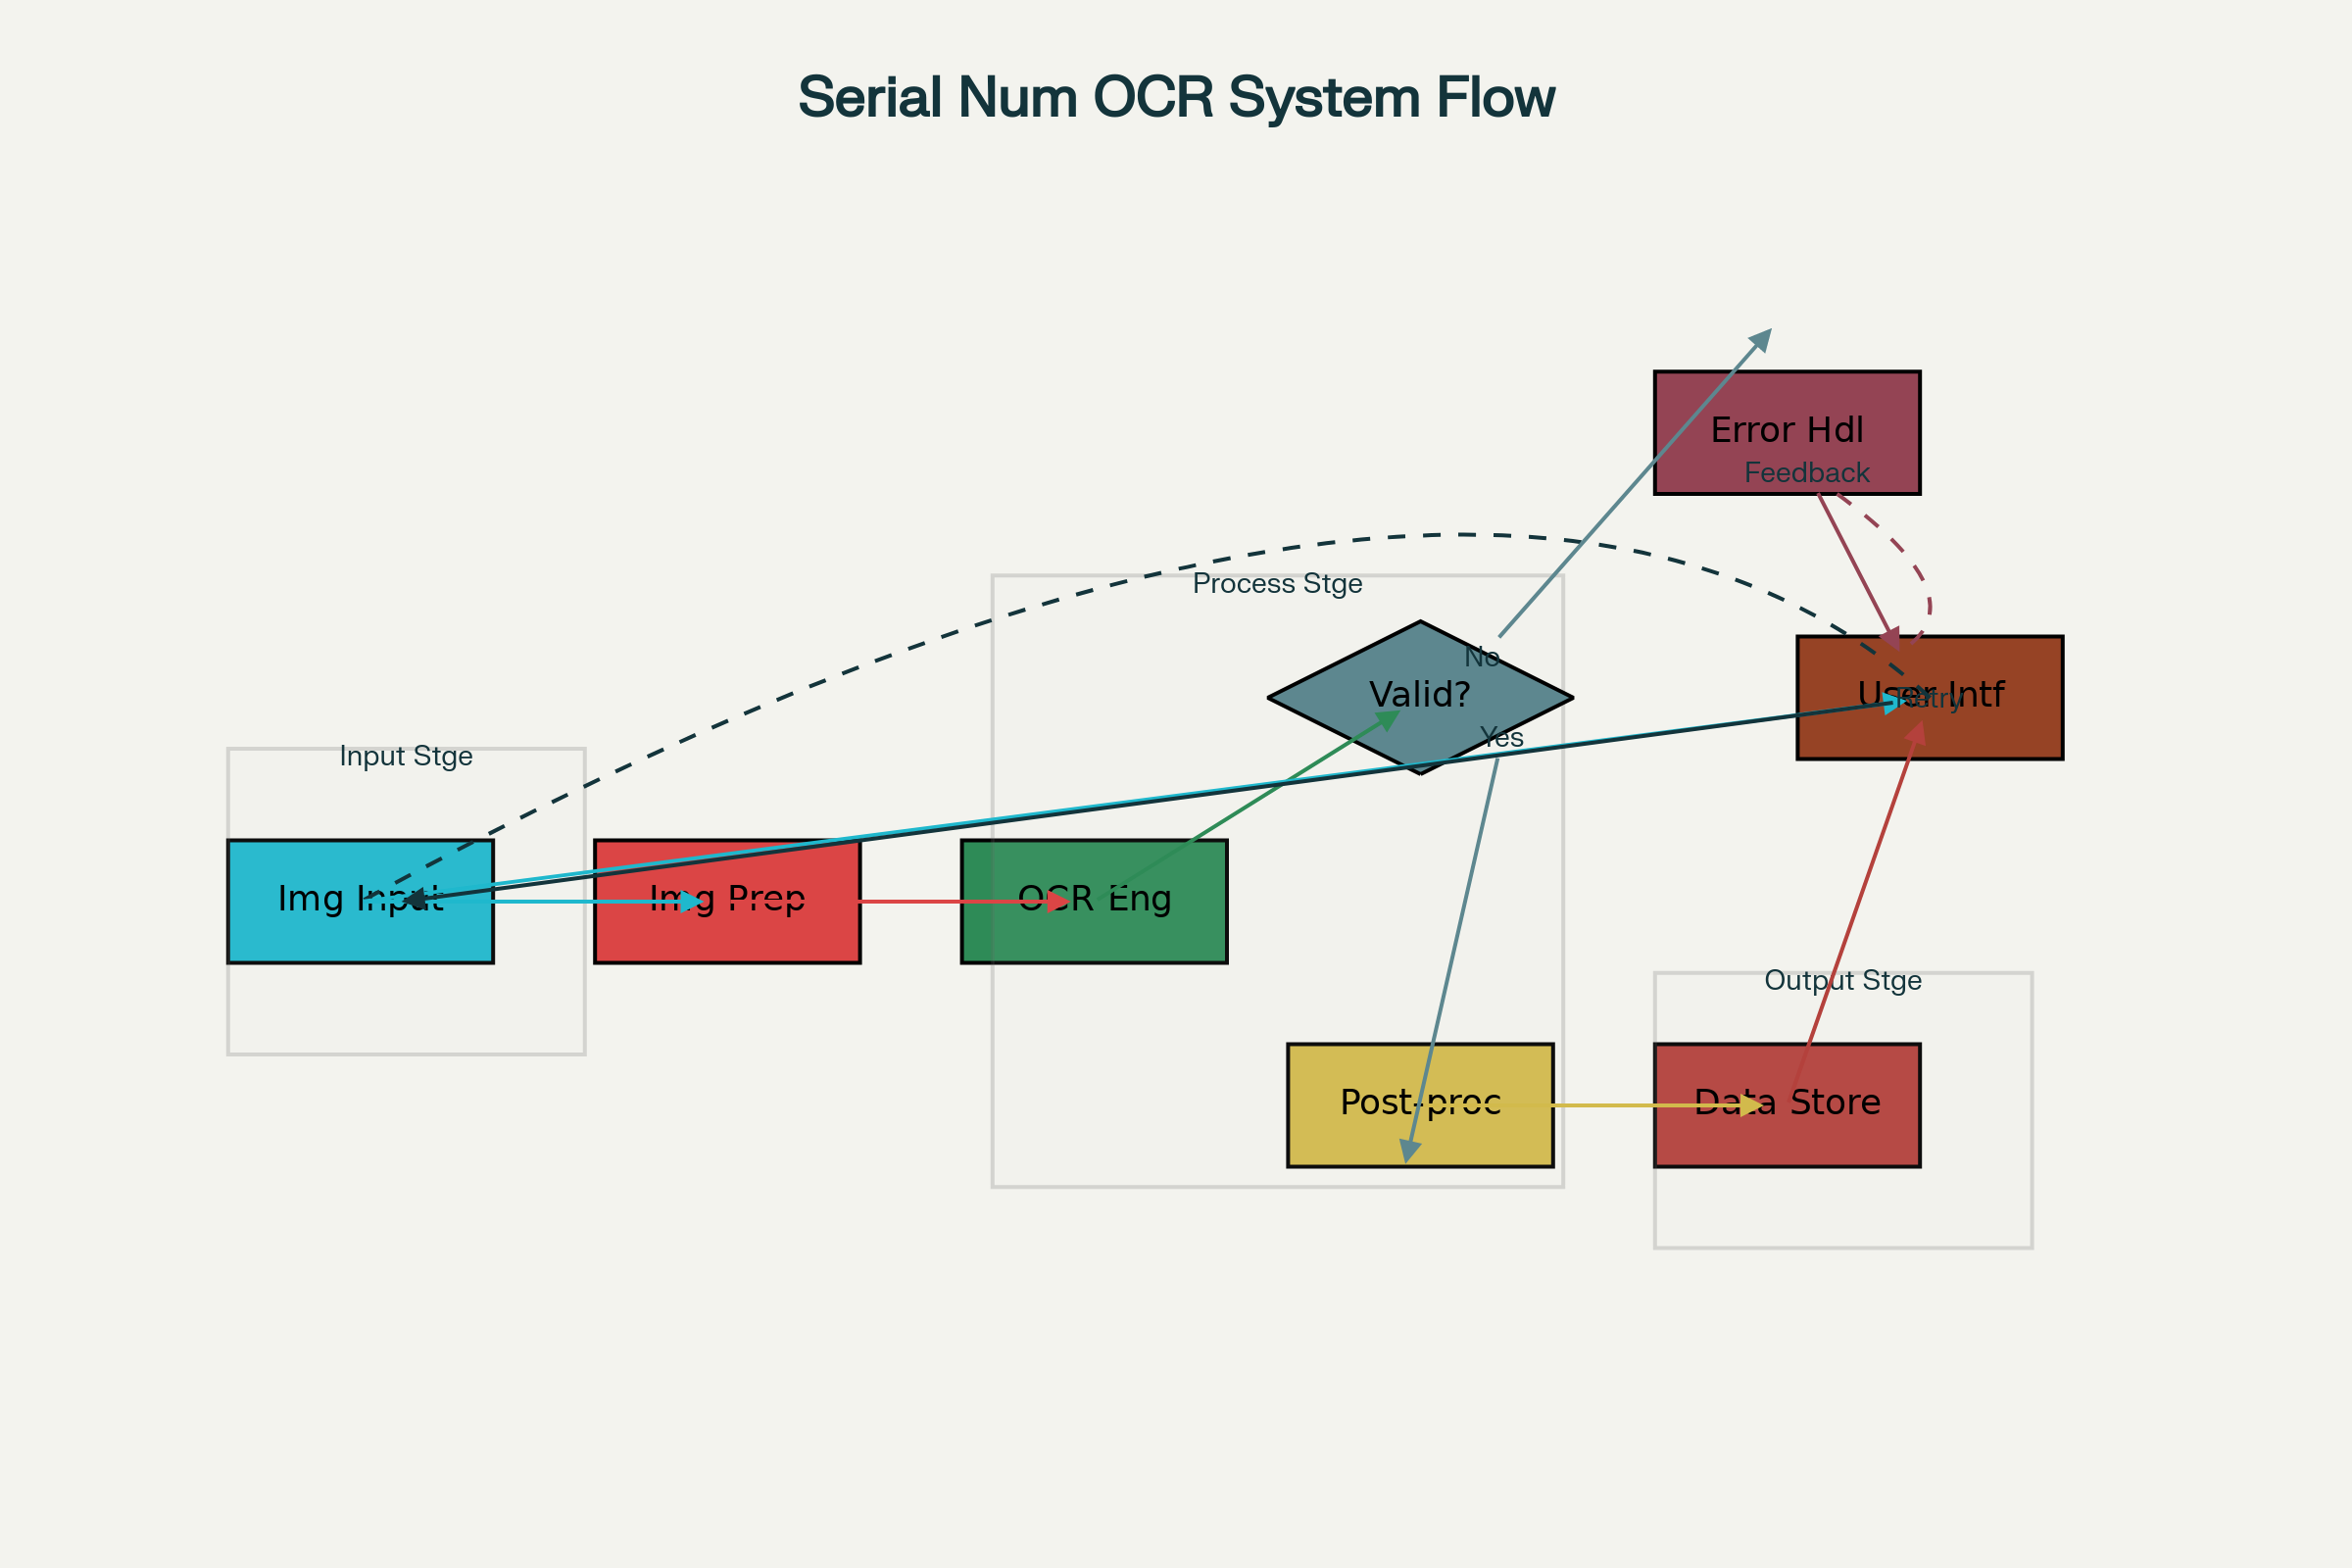 Serial Num OCR System Flow
Error Hdl
Feedback
Process Stge
No
Valid?
User Intf
Retry
Yes
Input Stge
Img Input
Img Prep
OCR Eng
Output Stge
Post-proc
Data Store